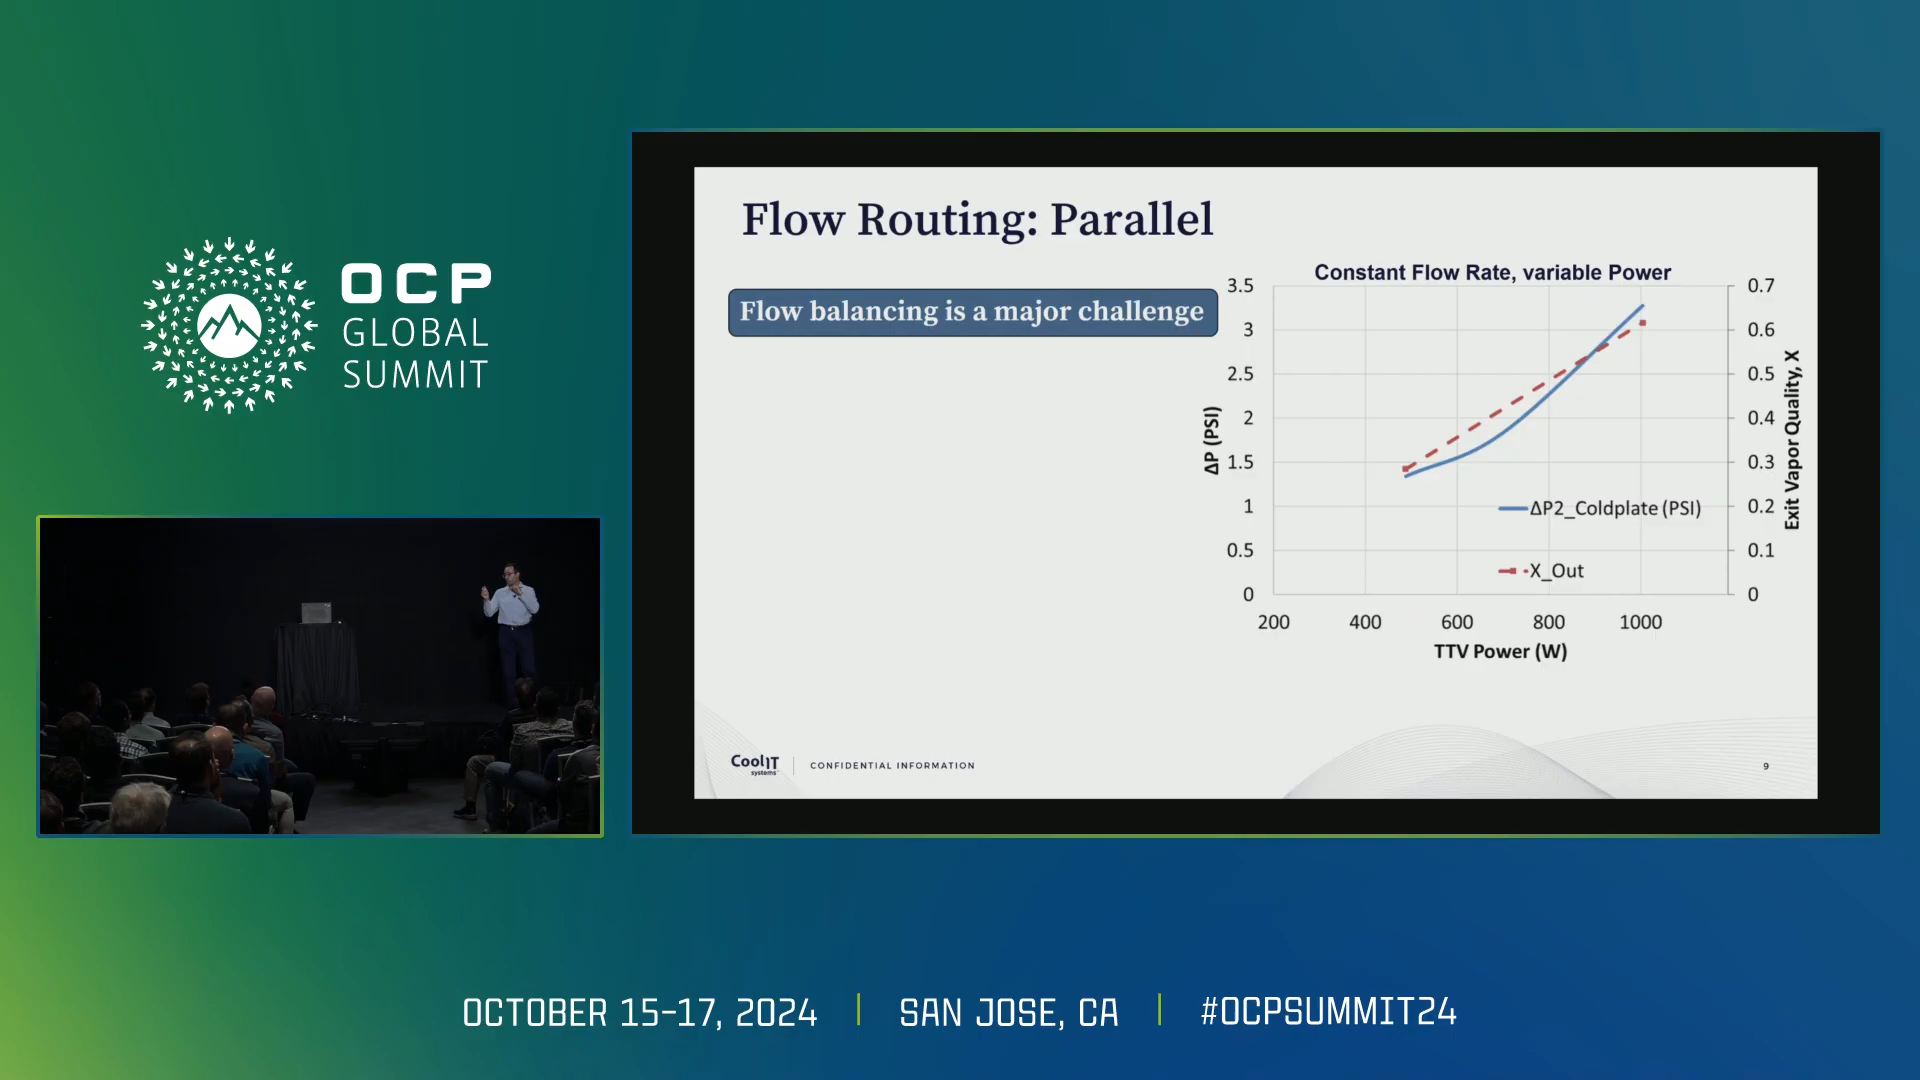 OCP
GLOBAL
SUMMIT
Flow Routing: Parallel
Flow balancing is a major challenge
Constant Flow Rate, variable Power
3.5
3
2.5
2
1.5
1
0.5
0
ΔP (PSI)
0.7
0.6
0.5
0.4
0.3
0.2
0.1
0
Exit Vapor Quality, X
ΔP2_Coldplate (PSI)
X_Out
200 400 600 800 1000
TTV Power (W)
CoolIT
systems
CONFIDENTIAL INFORMATION
9
OCTOBER 15-17, 2024 | SAN JOSE, CA | #OCPSUMMIT24